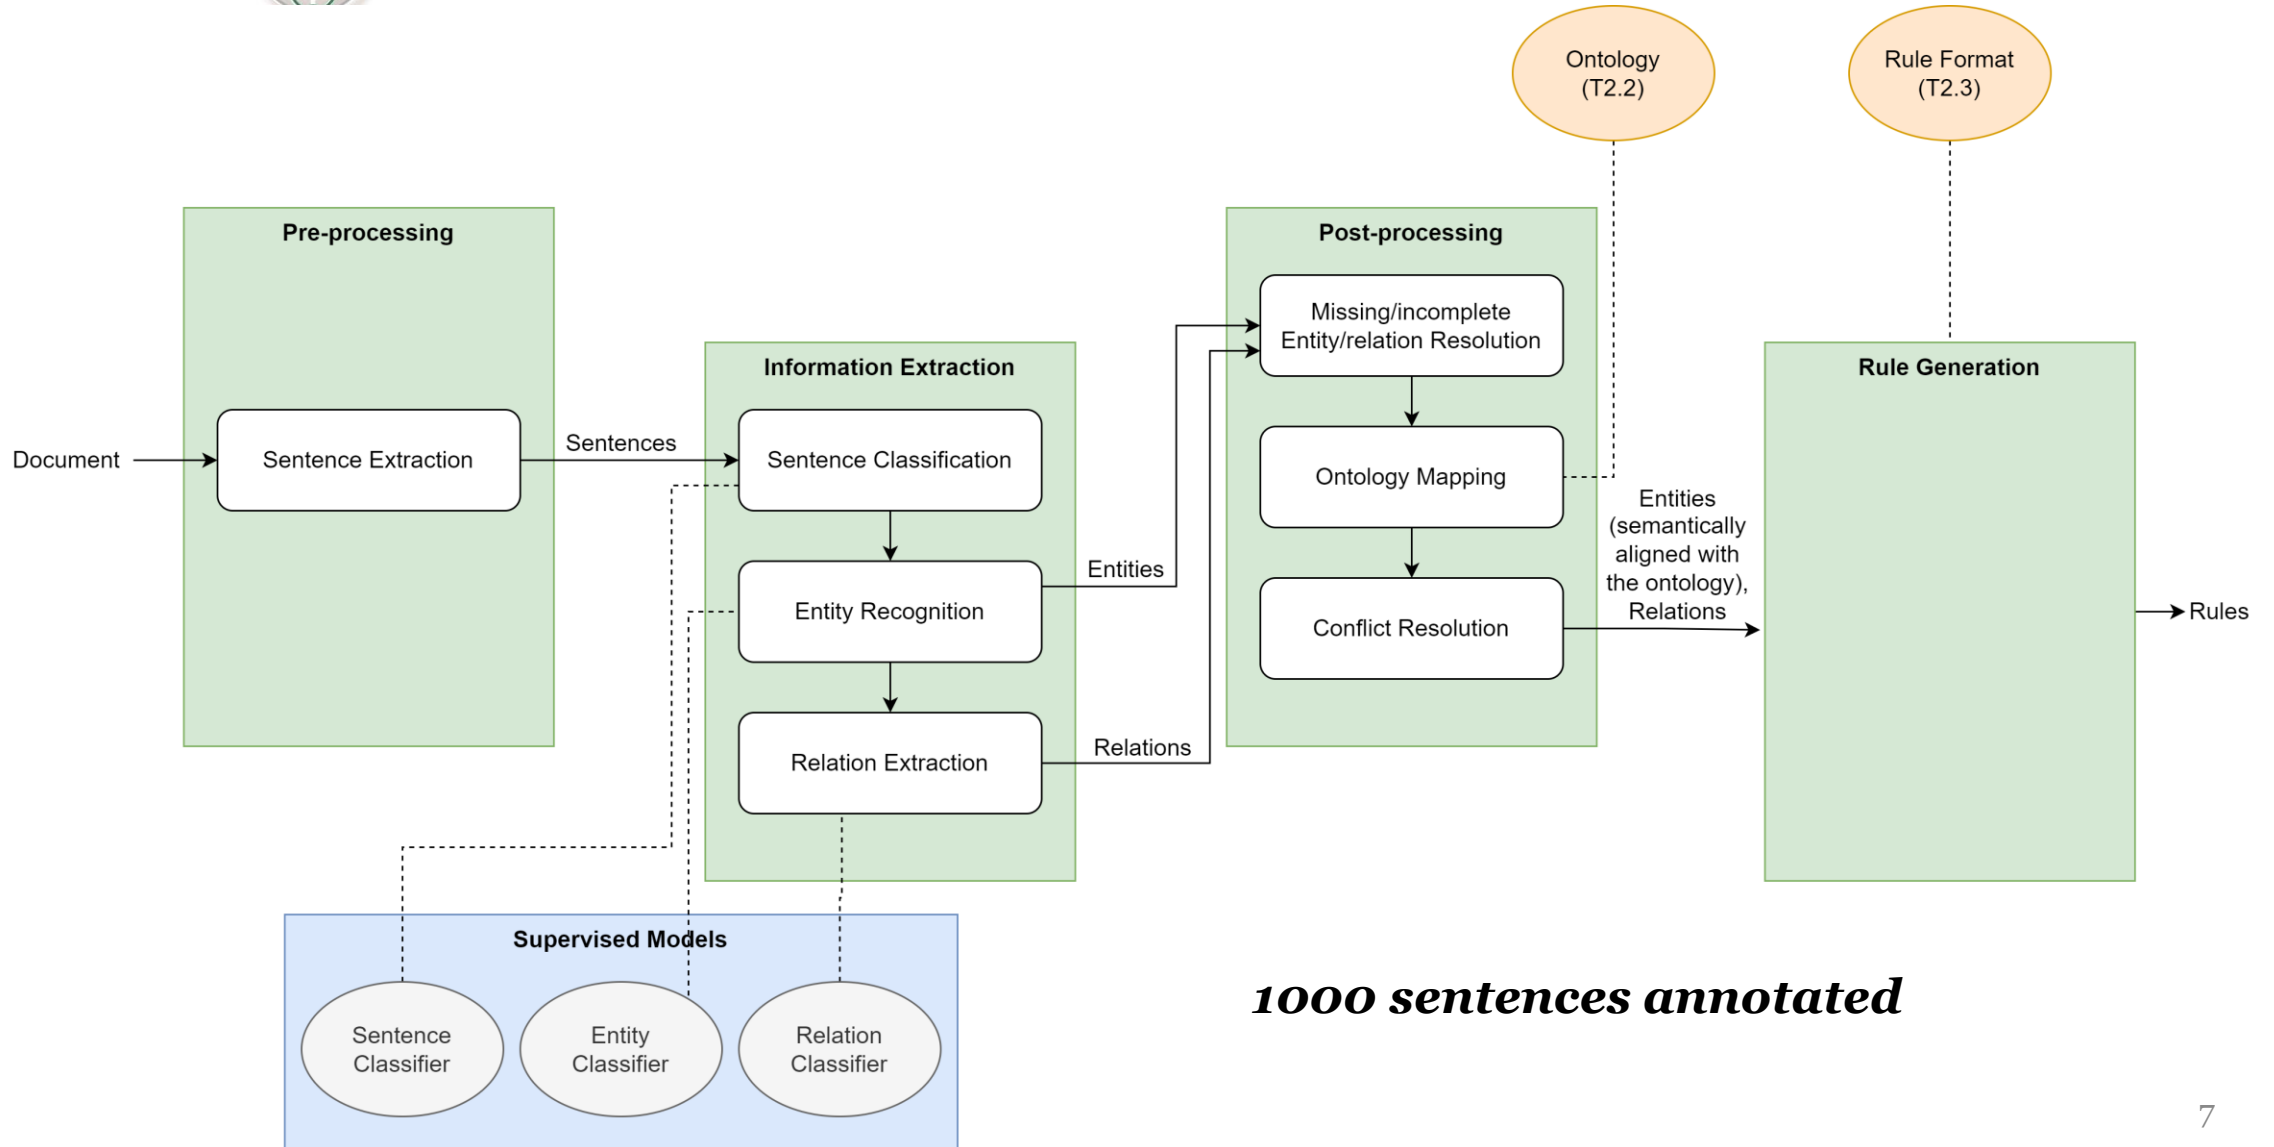 Ontology
(T2.2)
Rule Format
(T2.3)
Pre-processing
Post-processing
Missing/incomplete
Entity/relation Resolution
Information Extraction
Rule Generation
Document
Sentence Extraction
Sentences
Sentence Classification
Ontology Mapping
Entities
(semantically
aligned with
the ontology),
Relations
Entities
Entity Recognition
Conflict Resolution
Rules
Relations
Relation Extraction
Supervised Models
Sentence
Classifier
Entity
Classifier
Relation
Classifier
1000 sentences annotated
7